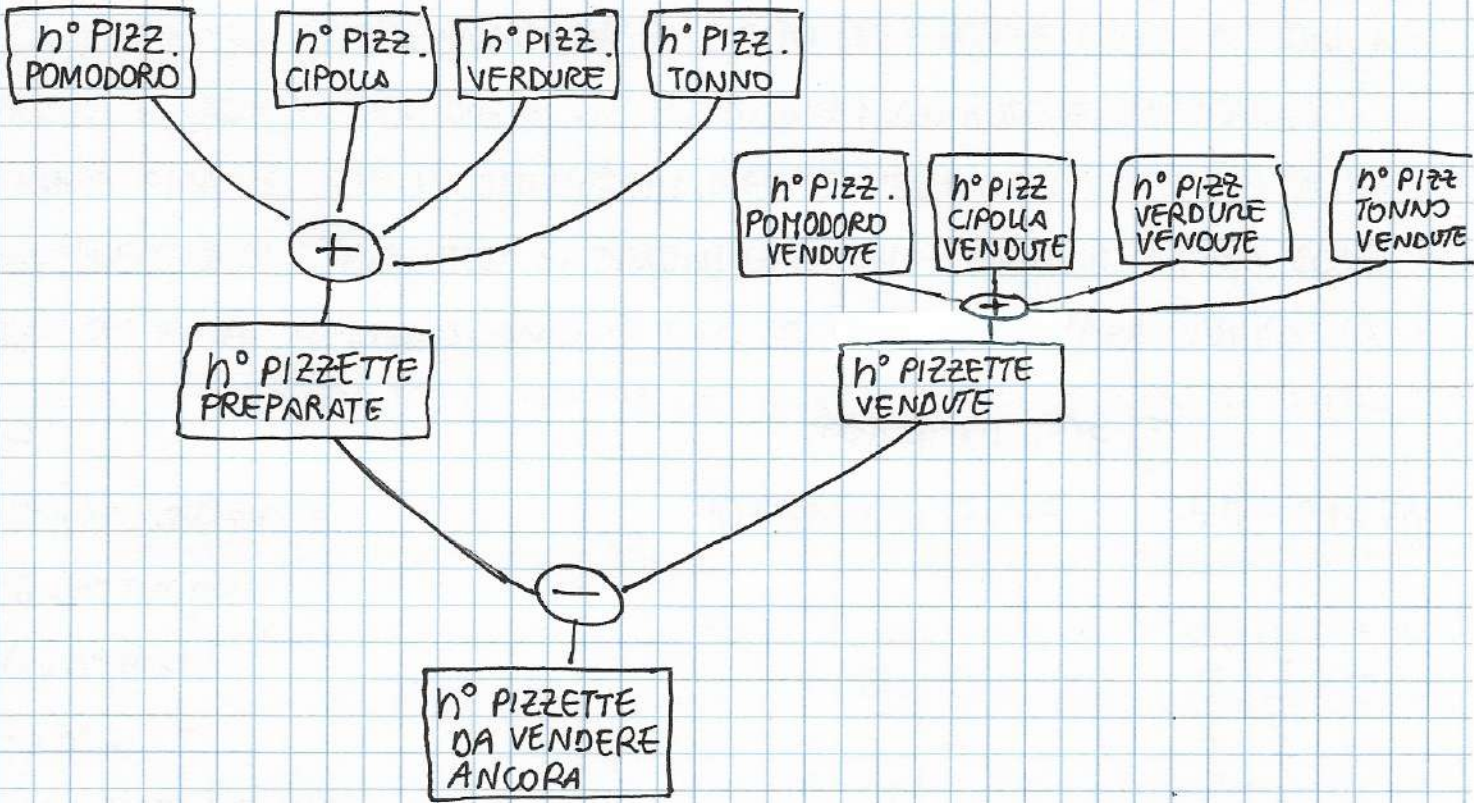 n° PIZZ.
POMODORO
n° PIZZ.
CIPOLLA
n° PIZZ.
VERDURE
n° PIZZ.
TONNO
+
n° PIZZETTE
PREPARATE
n° PIZZ.
POMODORO
VENDUTE
n° PIZZ
CIPOLLA
VENDUTE
n° PIZZ
VERDURE
VENDUTE
n° PIZZ
TONNO
VENDUTE
+
n° PIZZETTE
VENDUTE
−
n° PIZZETTE
DA VENDERE
ANCORA